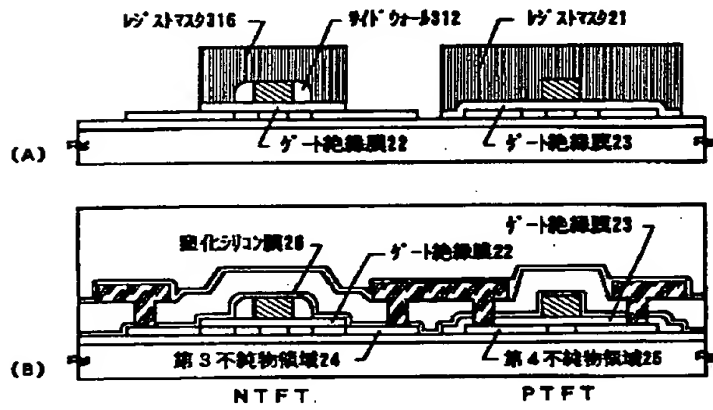 レジストマスク316
サイドウォール312
レジストマスク21
(A)
ゲート絶縁膜22
ゲート絶縁膜23
窒化シリコン膜26
ゲート絶縁膜22
ゲート絶縁膜23
(B)
第3不純物領域24
第4不純物領域25
NTFT
PTFT